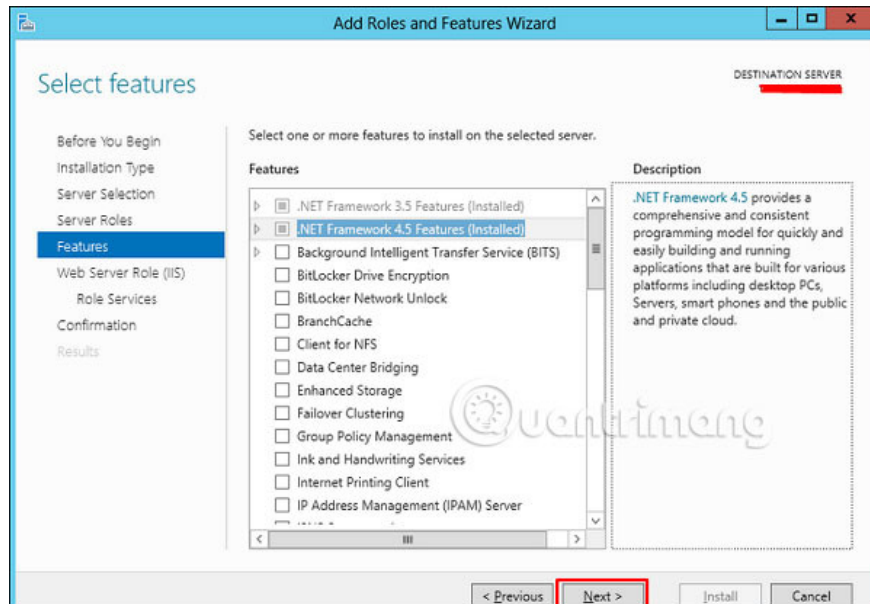 Add Roles and Features Wizard
Select features
DESTINATION SERVER
Before You Begin
Installation Type
Server Selection
Server Roles
Features
Web Server Role (IIS)
Role Services
Confirmation
Results
Select one or more features to install on the selected server.
Features
.NET Framework 3.5 Features (Installed)
.NET Framework 4.5 Features (Installed)
Background Intelligent Transfer Service (BITS)
BitLocker Drive Encryption
BitLocker Network Unlock
BranchCache
Client for NFS
Data Center Bridging
Enhanced Storage
Failover Clustering
Group Policy Management
Ink and Handwriting Services
Internet Printing Client
IP Address Management (IPAM) Server
Description
.NET Framework 4.5 provides a
comprehensive and consistent
programming model for quickly and
easily building and running
applications that are built for various
platforms including desktop PCs,
Servers, smart phones and the public
and private cloud.
Quantrimang
< Previous
Next >
Install
Cancel